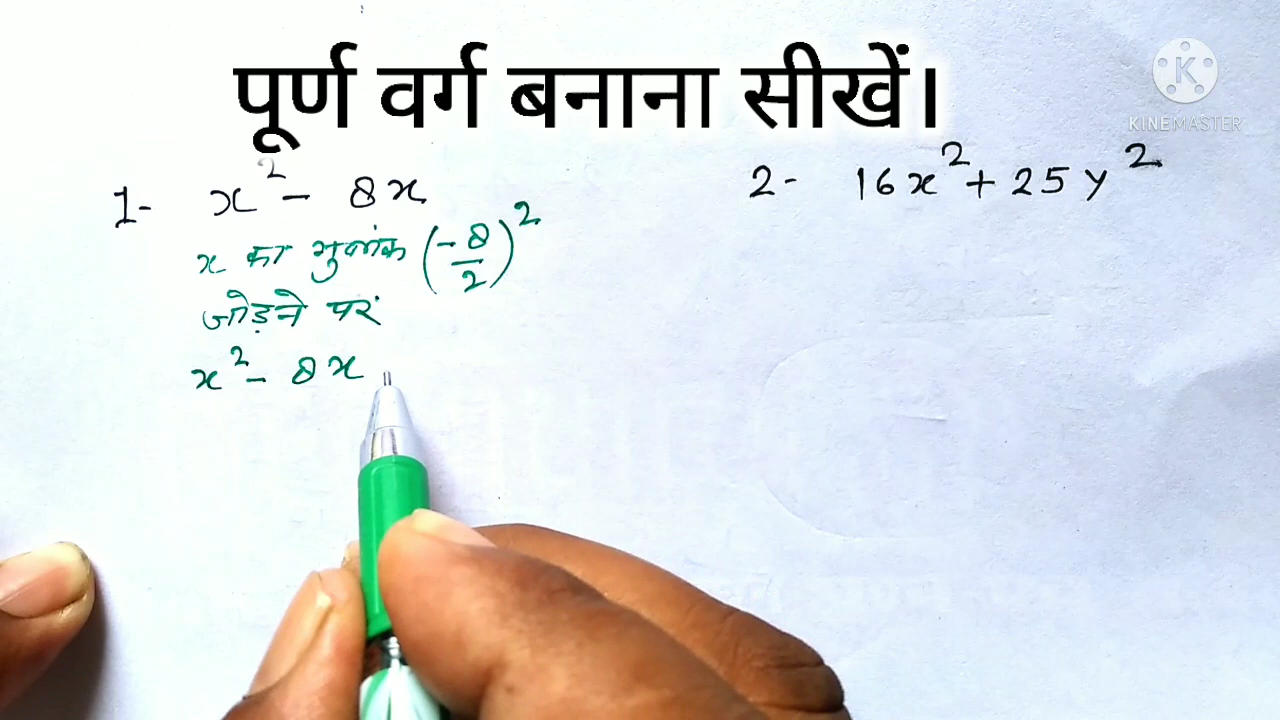 पूर्ण वर्ग बनाना सीखें।
KINEMASTER
1- x² - 8x
x का गुणांक (-8/2)²
जोड़ने पर
x² - 8x
2- 16x² + 25y²